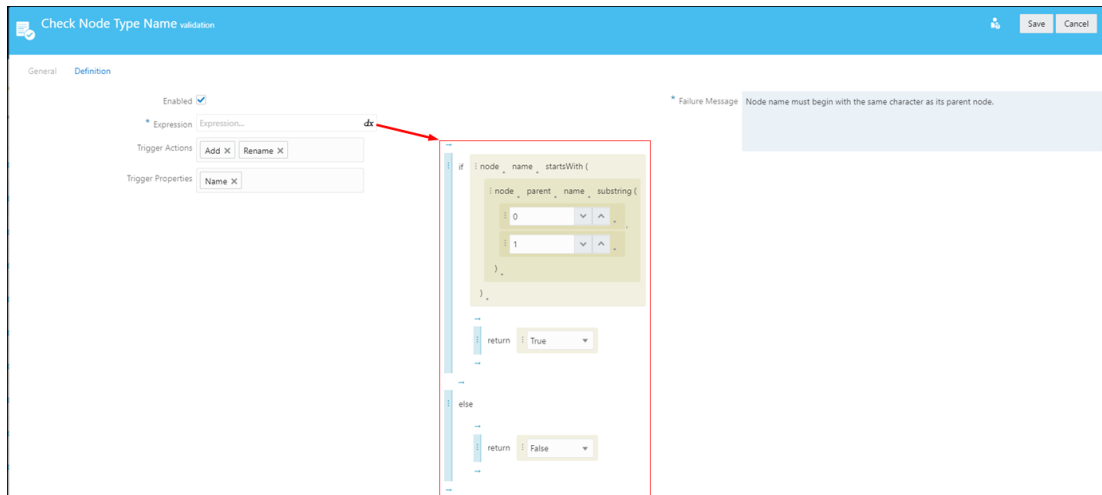 Check Node Type Name validation
Save Cancel
General Definition
Enabled
* Expression Expression... dx
Trigger Actions Add × Rename ×
Trigger Properties Name ×
* Failure Message Node name must begin with the same character as its parent node.
if node name startsWith (
node parent name substring (
0
1
)
)
return True
else
return False